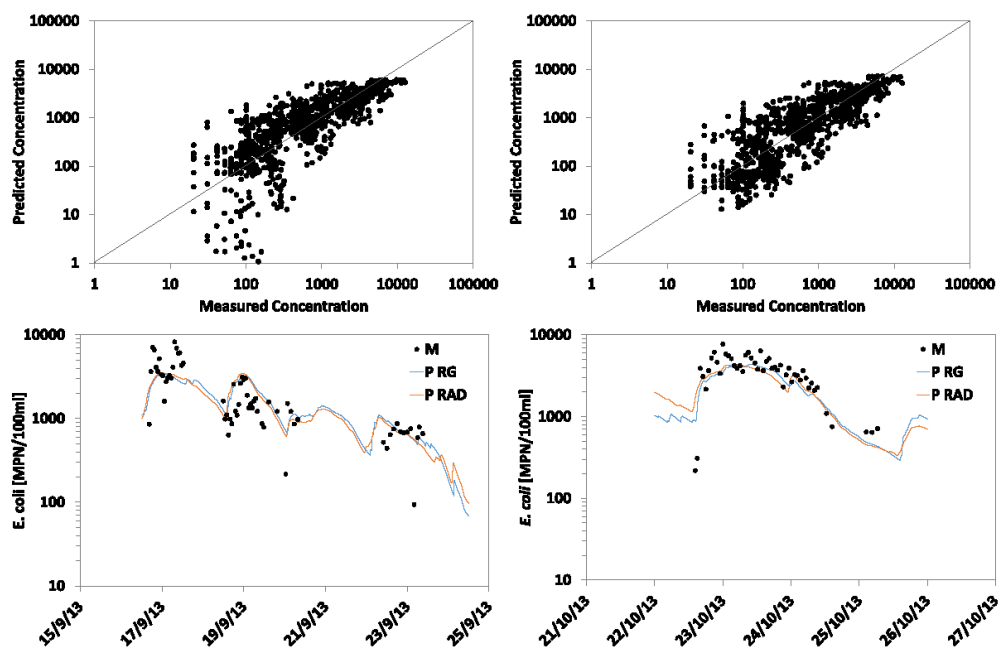 100000
10000
1000
100
10
1
Predicted Concentration
1 10 100 1000 10000 100000
Measured Concentration
100000
10000
1000
100
10
1
Predicted Concentration
1 10 100 1000 10000 100000
Measured Concentration
10000
1000
100
10
E. coli [MPN/100ml]
M
P RG
P RAD
15/9/13 17/9/13 19/9/13 21/9/13 23/9/13 25/9/13
10000
1000
100
10
E. coli [MPN/100ml]
M
P RG
P RAD
21/10/13 22/10/13 23/10/13 24/10/13 25/10/13 26/10/13 27/10/13